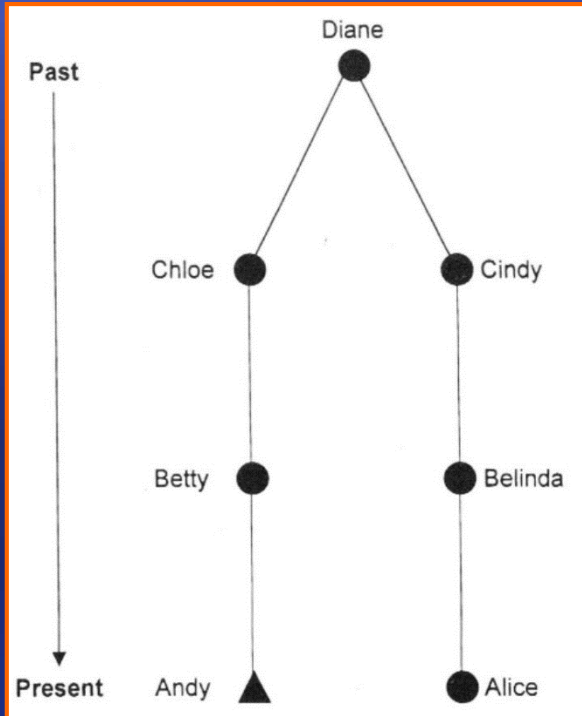 Diane
Past
Chloe
Cindy
Betty
Belinda
Present
Andy
Alice